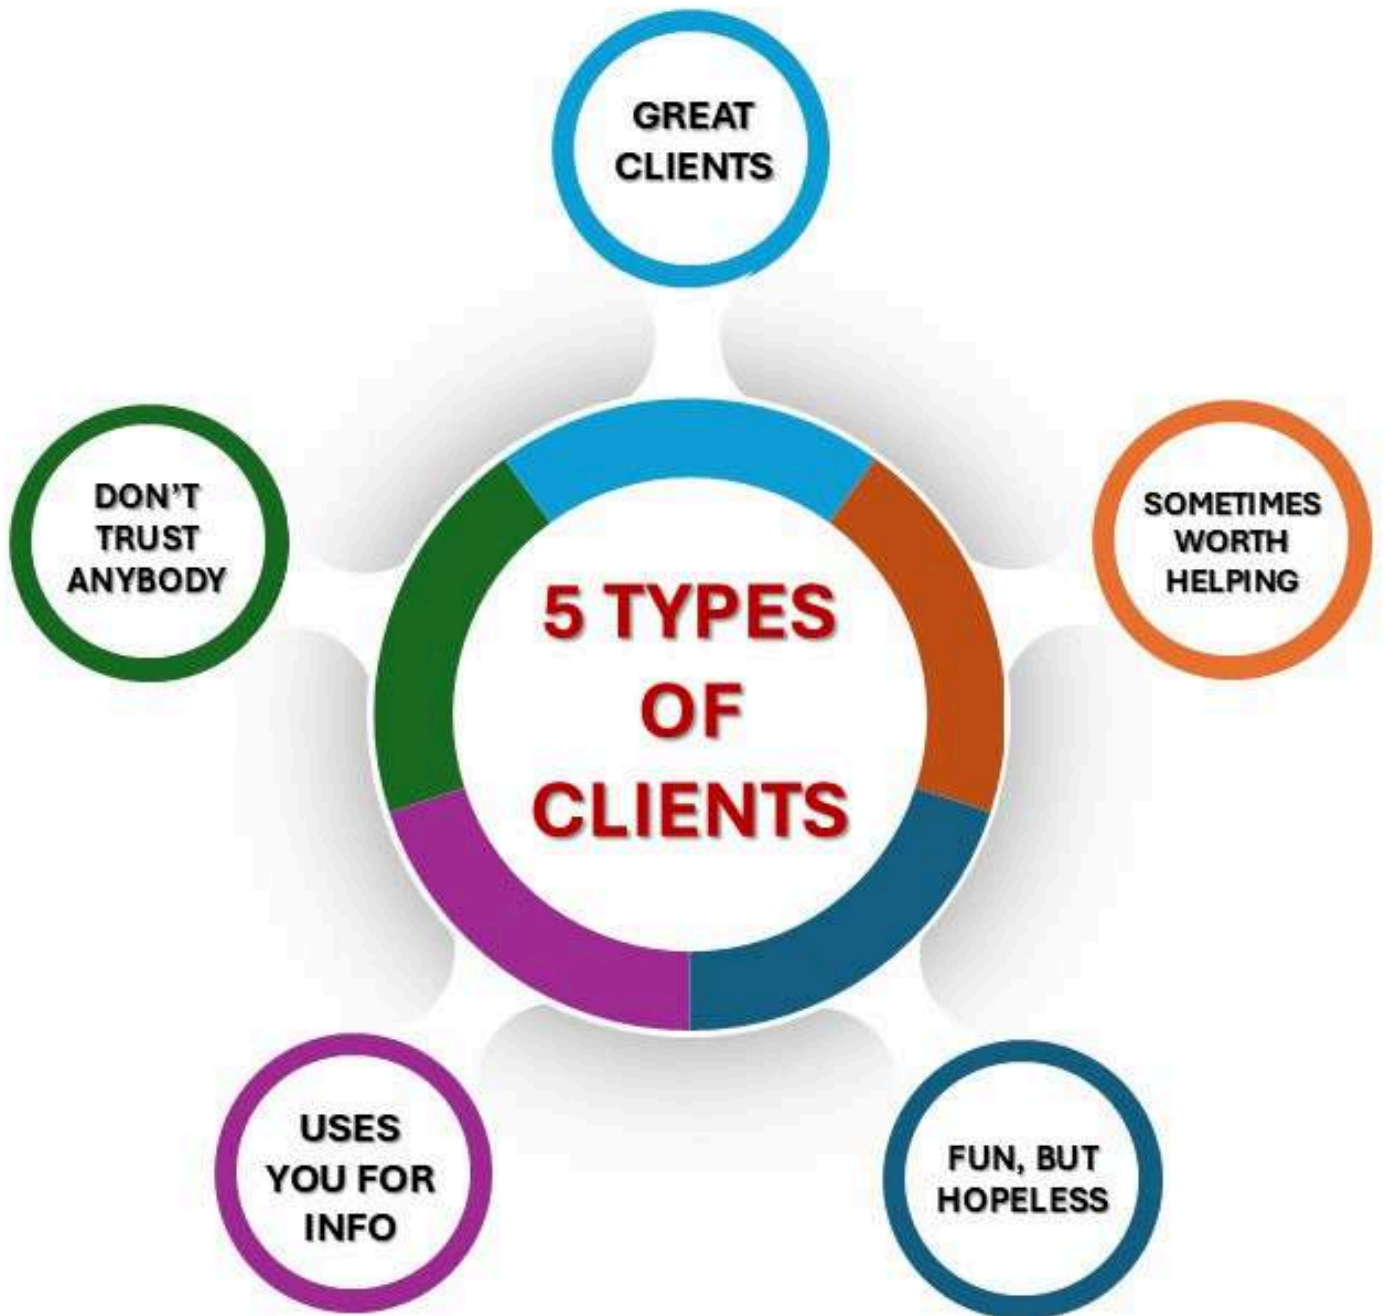 GREAT
CLIENTS
DON’T
TRUST
ANYBODY
SOMETIMES
WORTH
HELPING
5 TYPES
OF
CLIENTS
USES
YOU FOR
INFO
FUN, BUT
HOPELESS